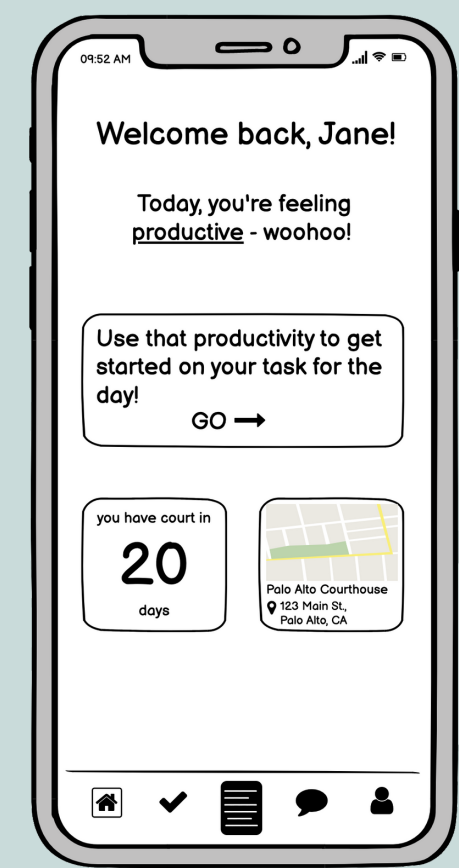 09:52 AM
Welcome back, Jane!
Today, you're feeling
productive - woohoo!
Use that productivity to get
started on your task for the
day!
GO →
you have court in
20
days
Palo Alto Courthouse
123 Main St.,
Palo Alto, CA